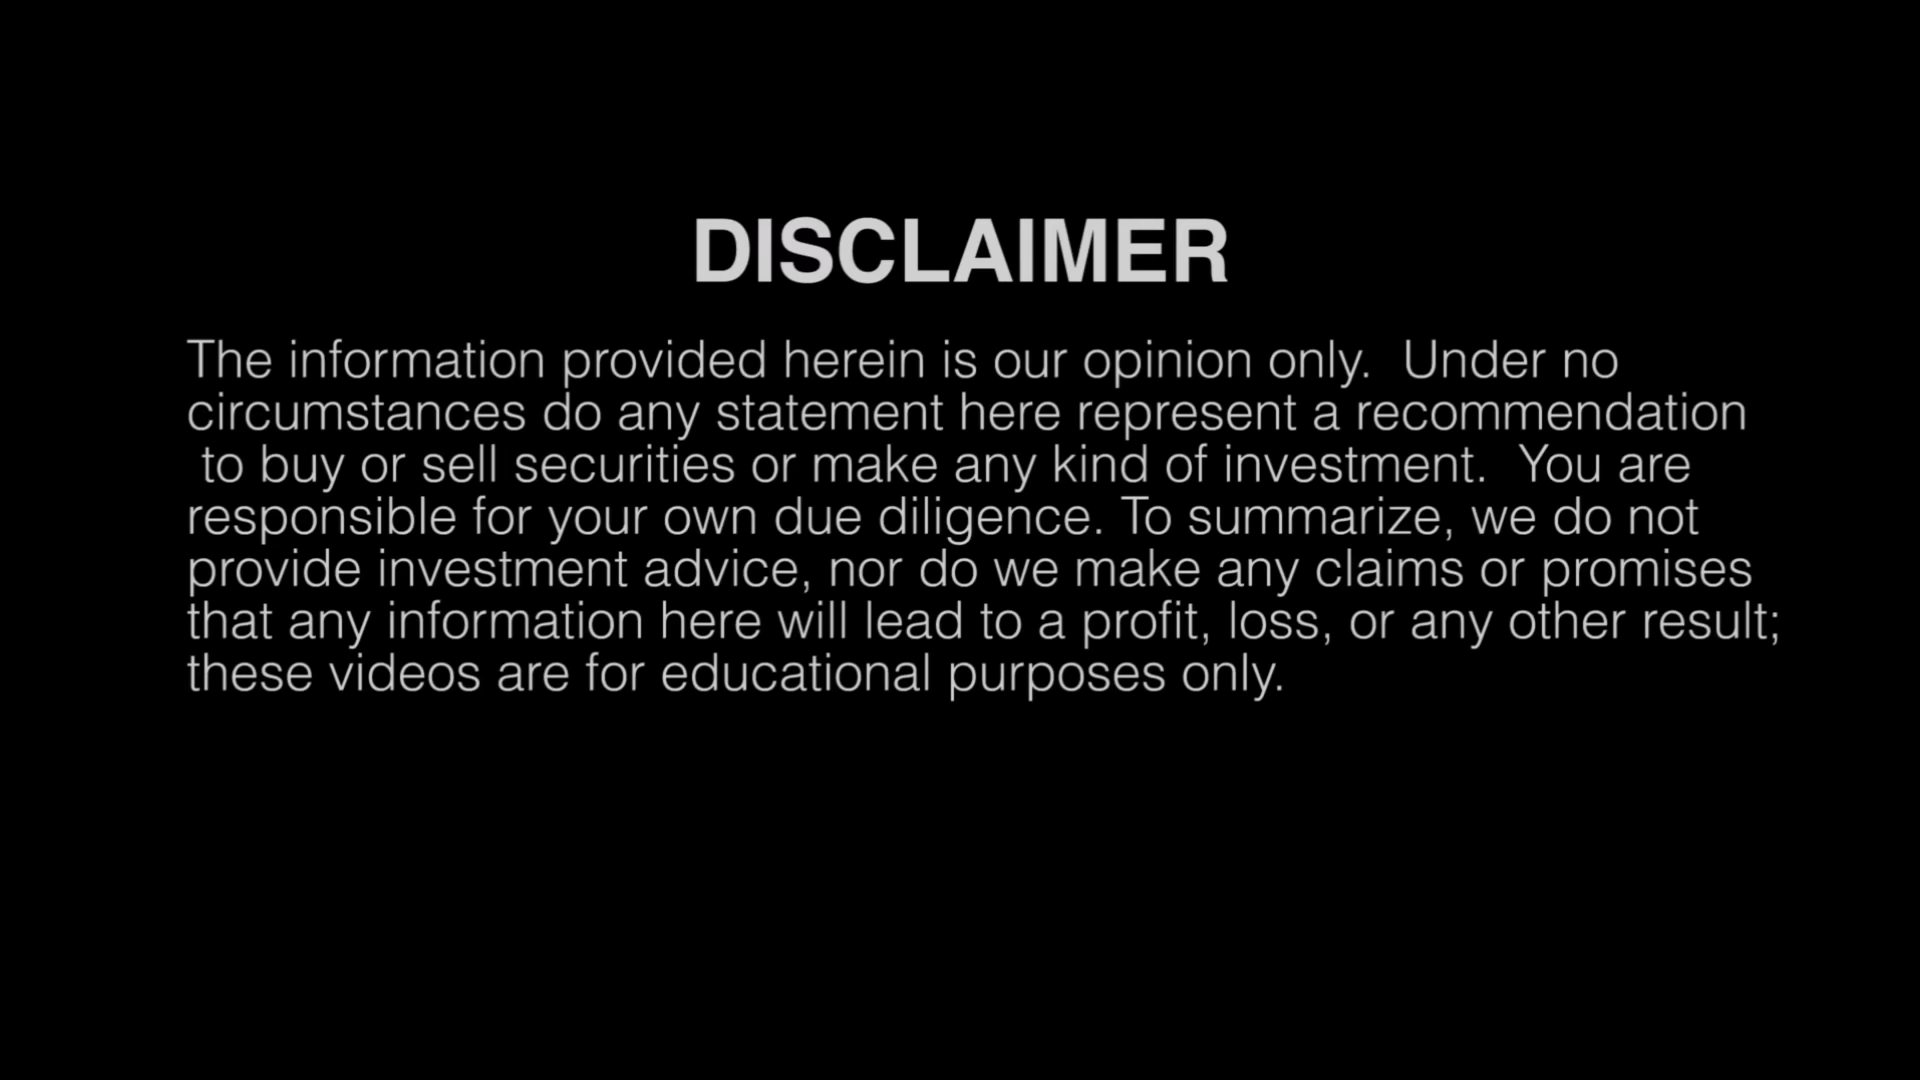 DISCLAIMER
The information provided herein is our opinion only.  Under no
circumstances do any statement here represent a recommendation
to buy or sell securities or make any kind of investment.  You are
responsible for your own due diligence. To summarize, we do not
provide investment advice, nor do we make any claims or promises
that any information here will lead to a profit, loss, or any other result;
these videos are for educational purposes only.